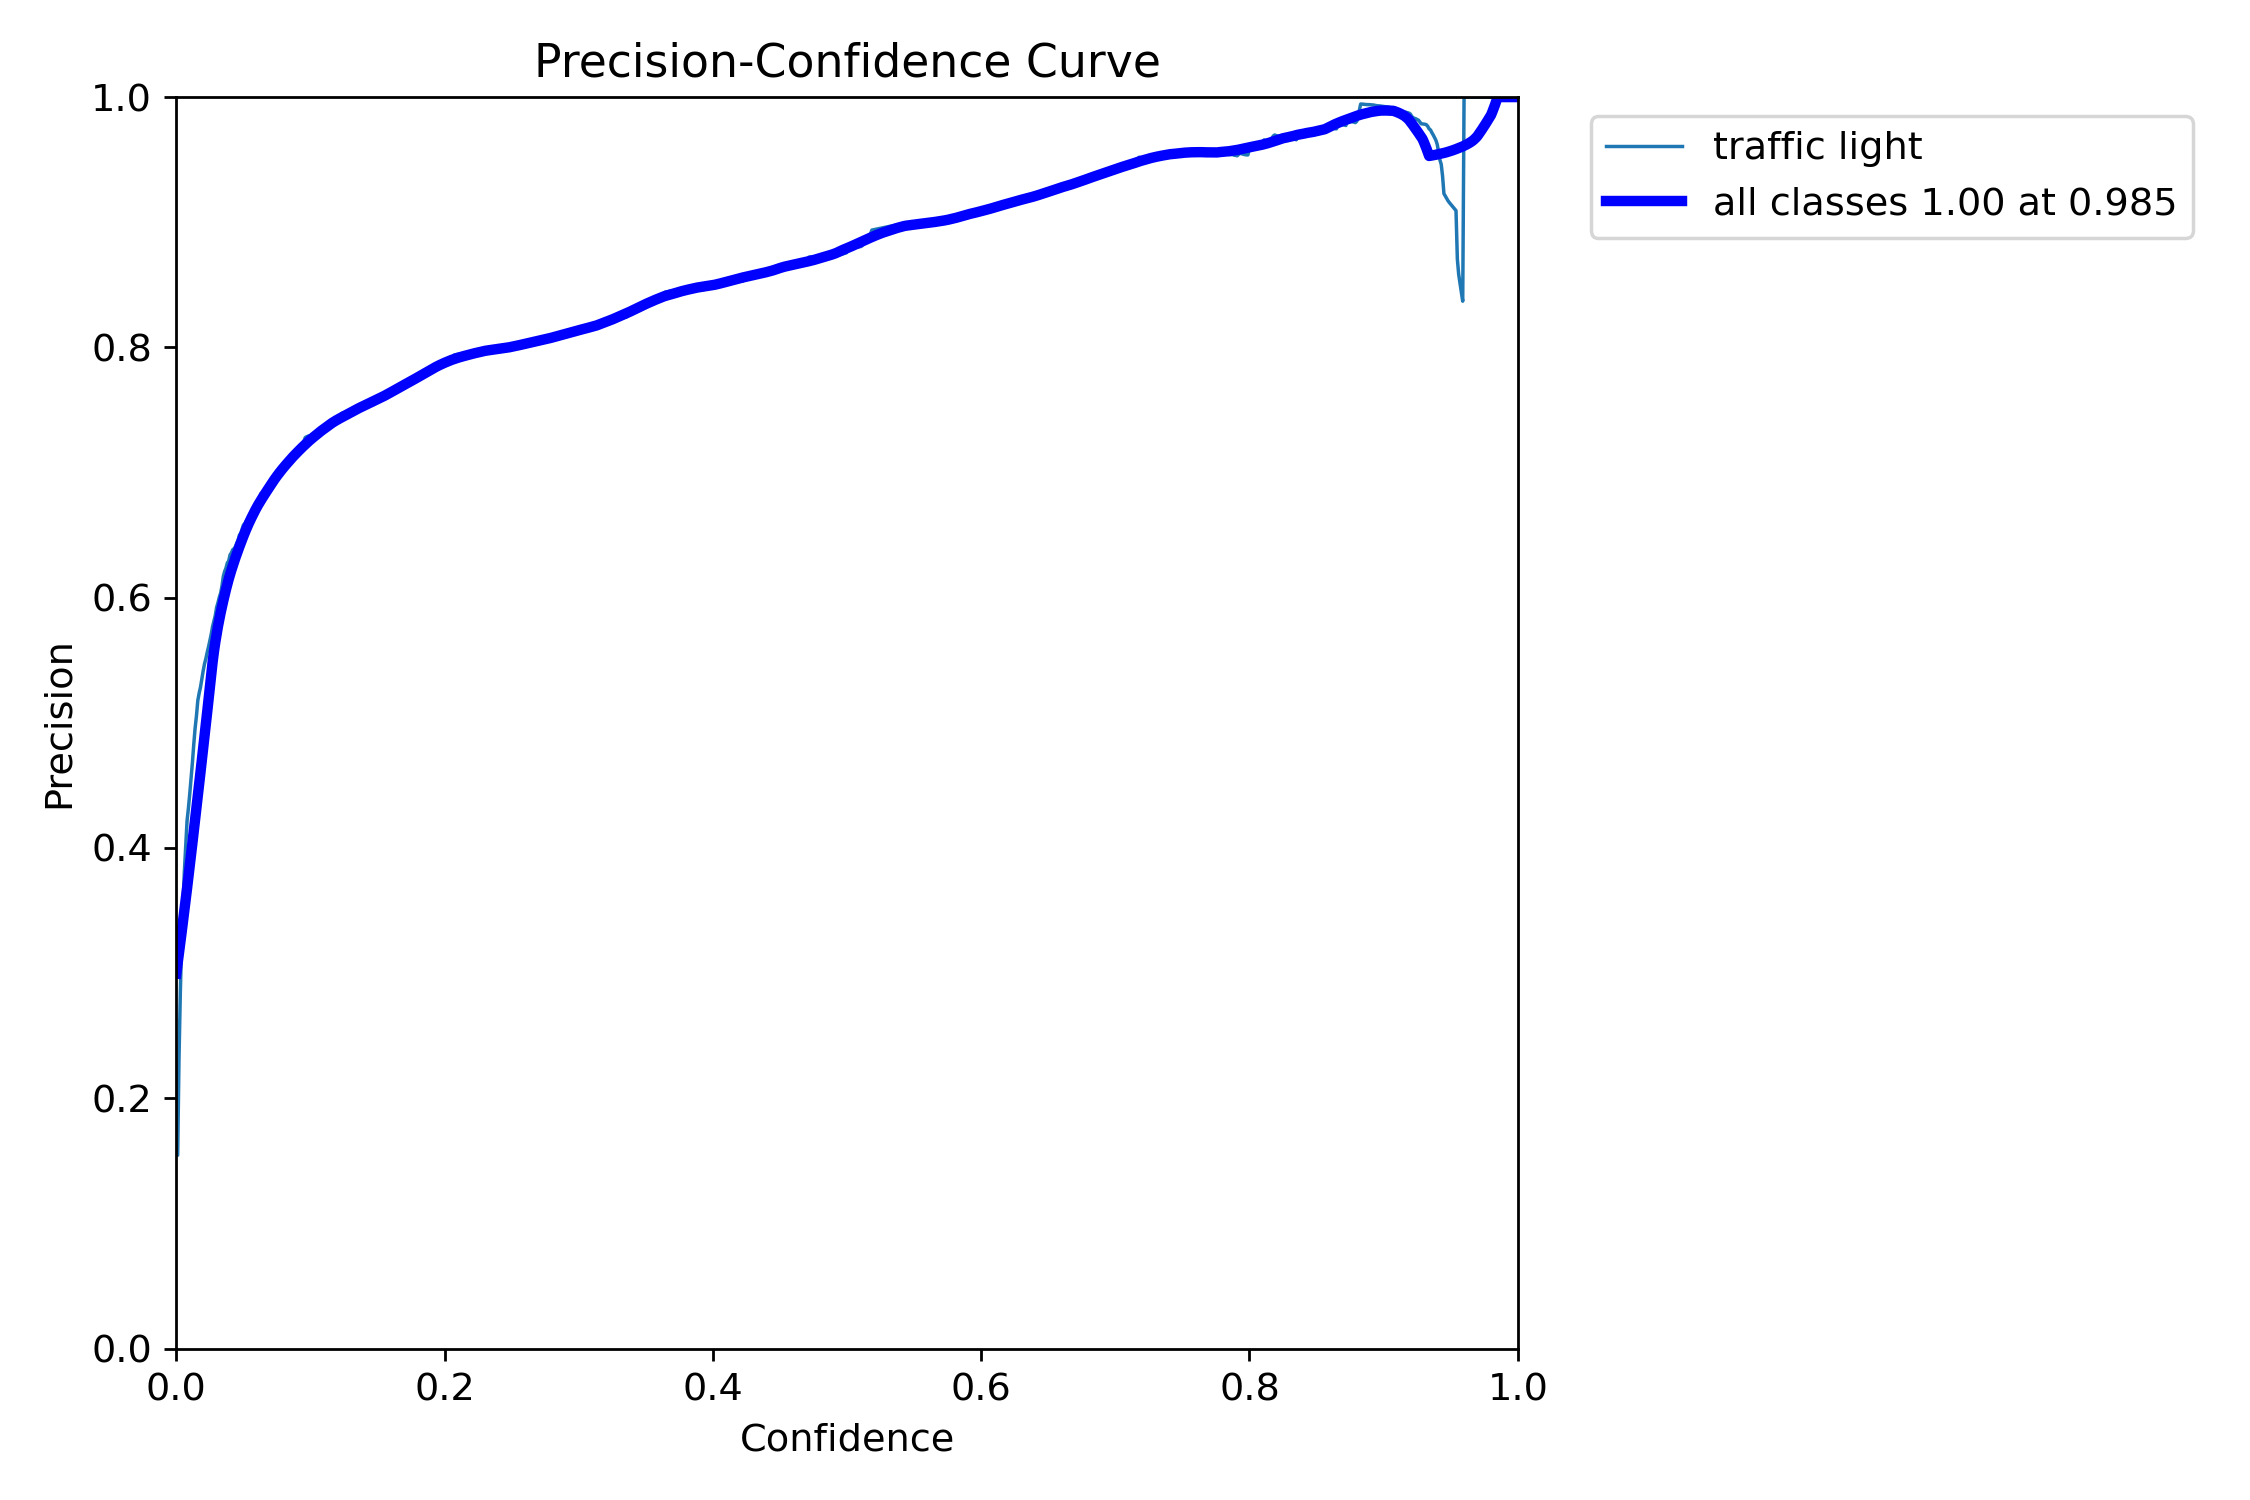 Precision-Confidence Curve
1.0
0.8
0.6
0.4
0.2
0.0
Precision
0.0 0.2 0.4 0.6 0.8 1.0
Confidence
traffic light
all classes 1.00 at 0.985